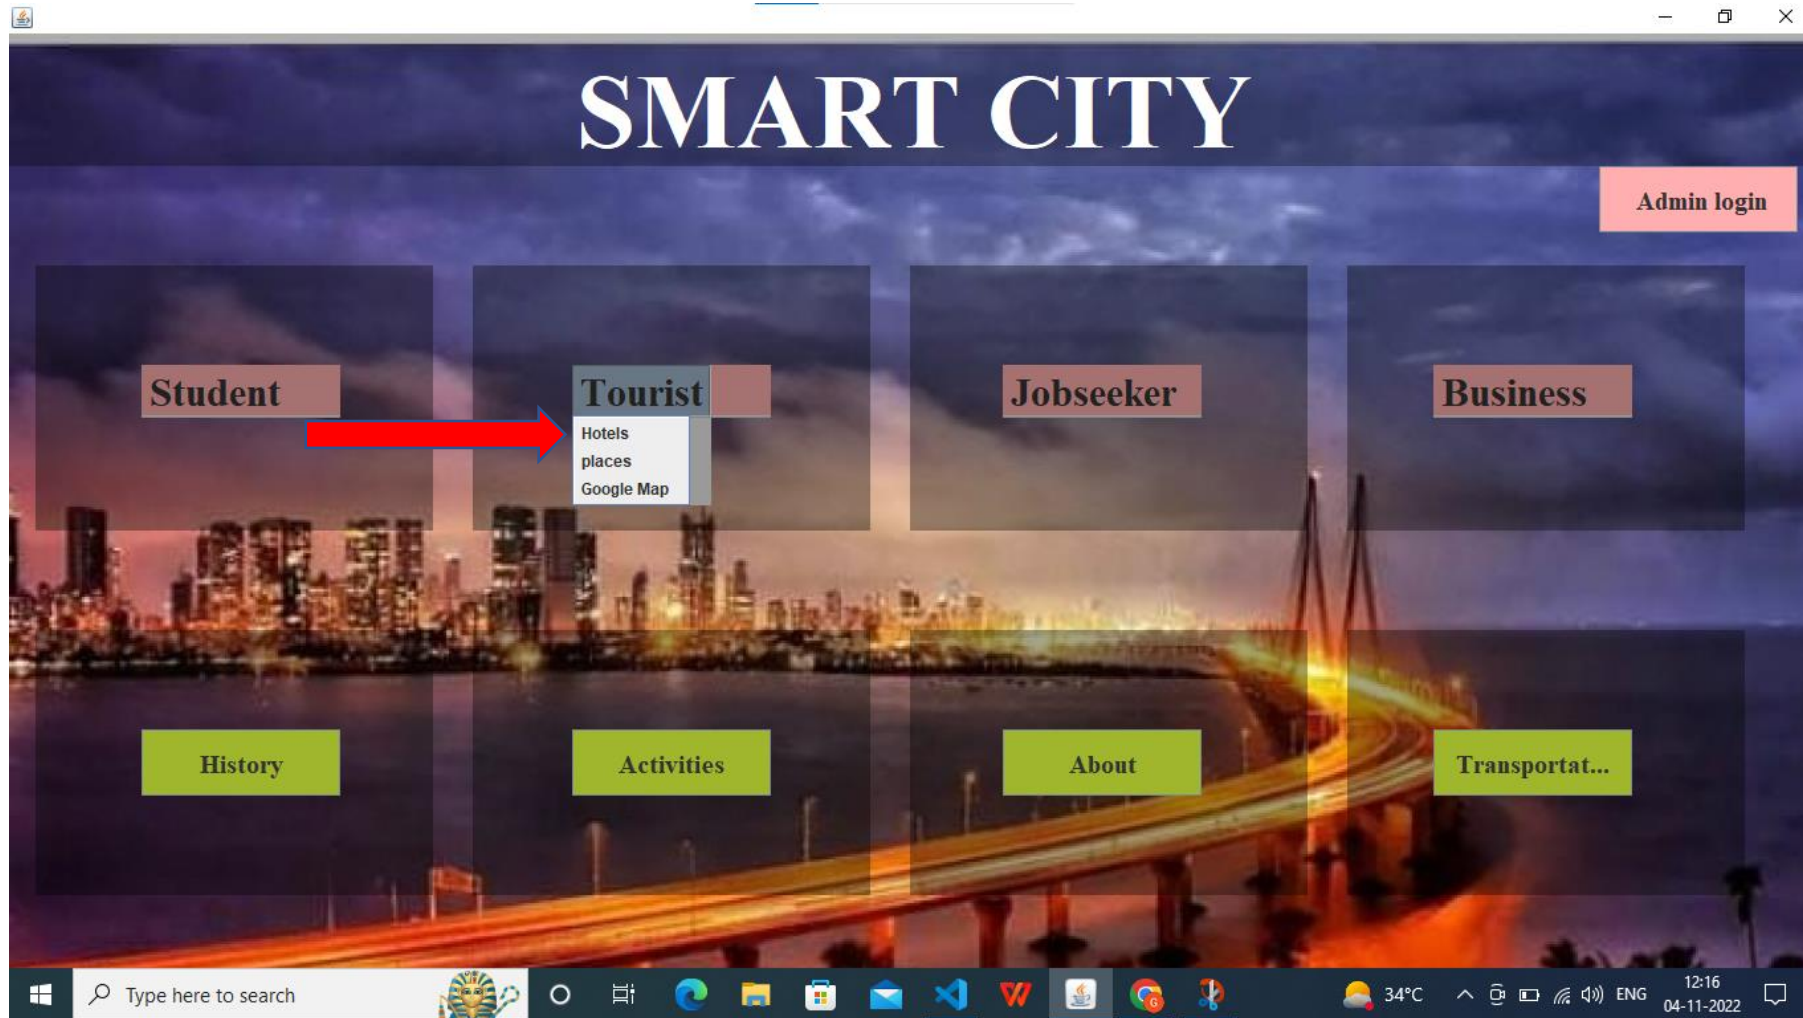 SMART CITY
Admin login
Student
Tourist
Jobseeker
Business
Hotels
places
Google Map
History
Activities
About
Transportat...
Type here to search
34°C
ENG
12:16
04-11-2022